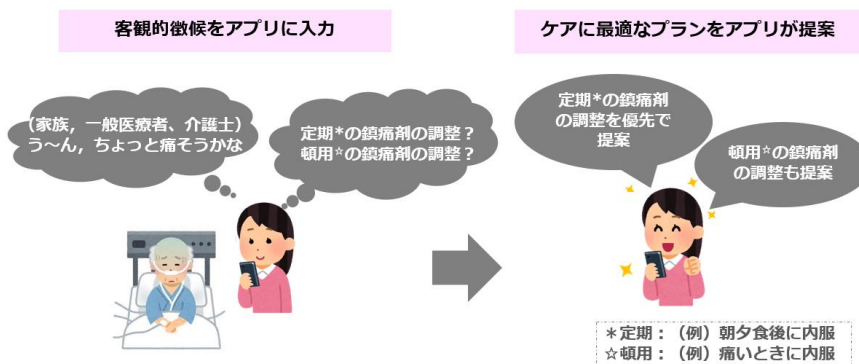 客観的徴候をアプリに入力
ケアに最適なプランをアプリが提案
(家族，一般医療者、介護士)
う～ん，ちょっと痛そうかな
定期*の鎮痛剤の調整？
頓用☆の鎮痛剤の調整？
定期*の鎮痛剤
の調整を優先で
提案
頓用☆の鎮痛剤
の調整も提案
＊定期：（例）朝夕食後に内服
☆頓用：（例）痛いときに内服